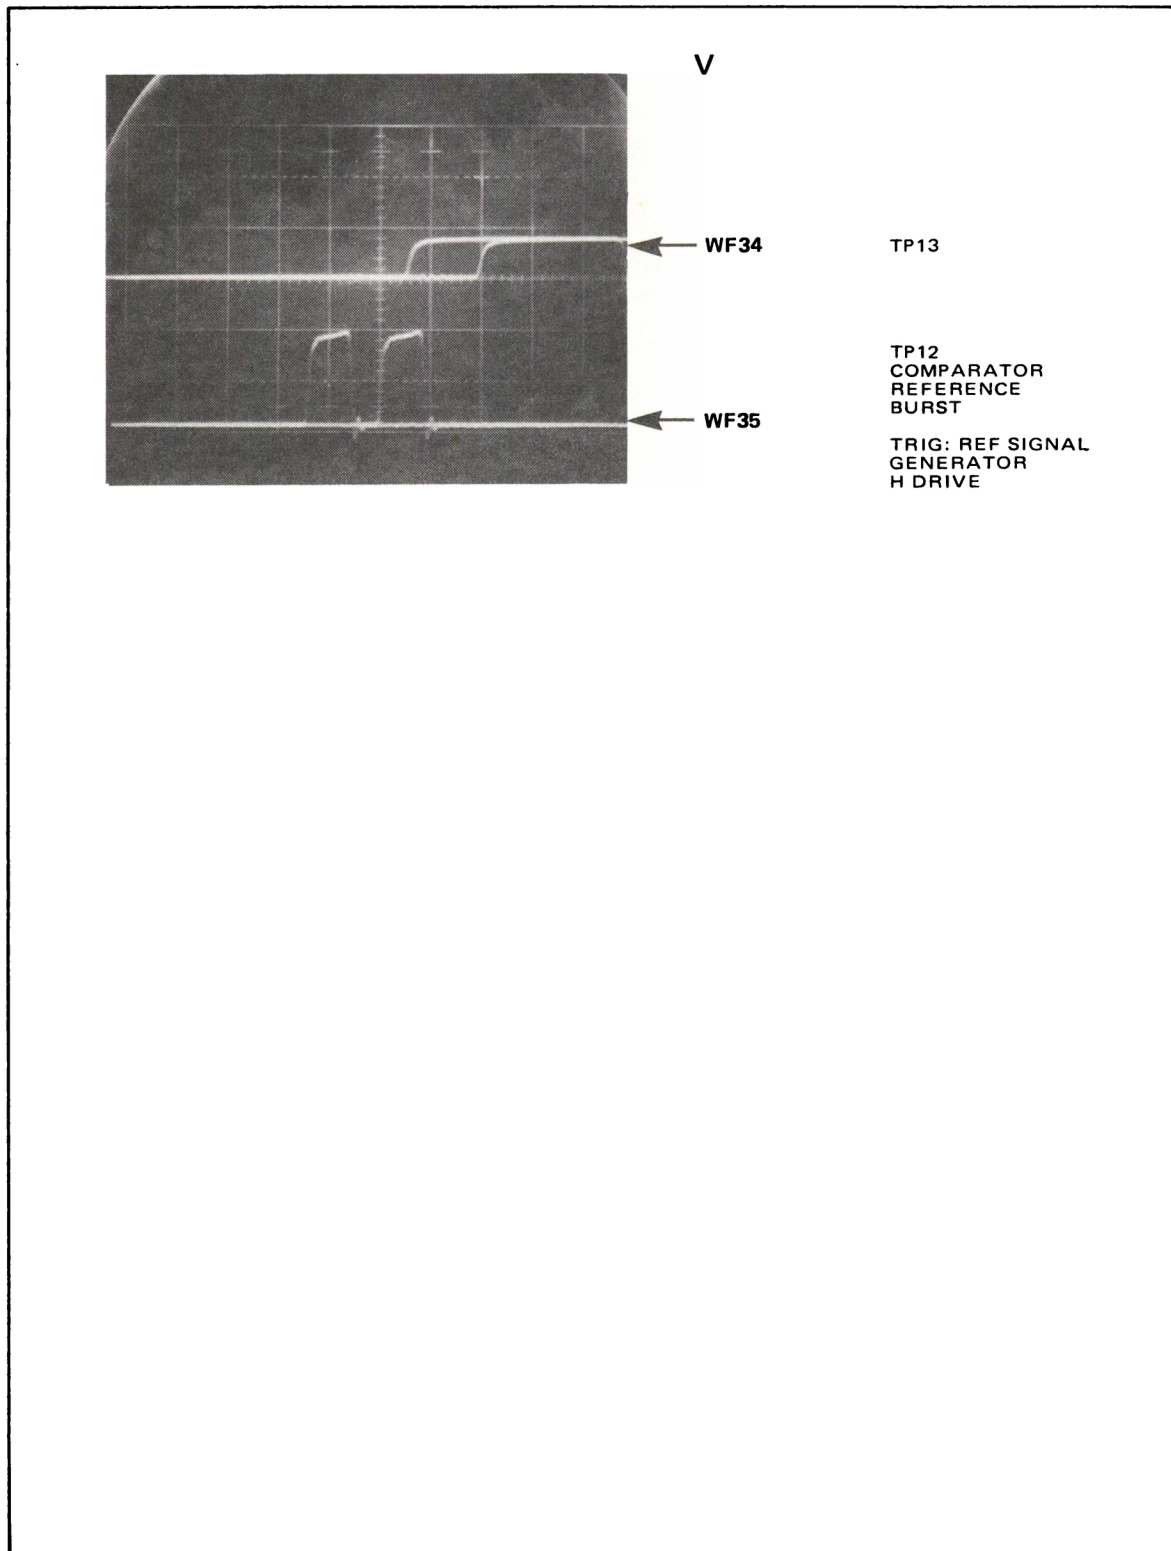 V
WF34 TP13
TP12
COMPARATOR
REFERENCE
BURST
WF35
TRIG: REF SIGNAL
GENERATOR
H DRIVE